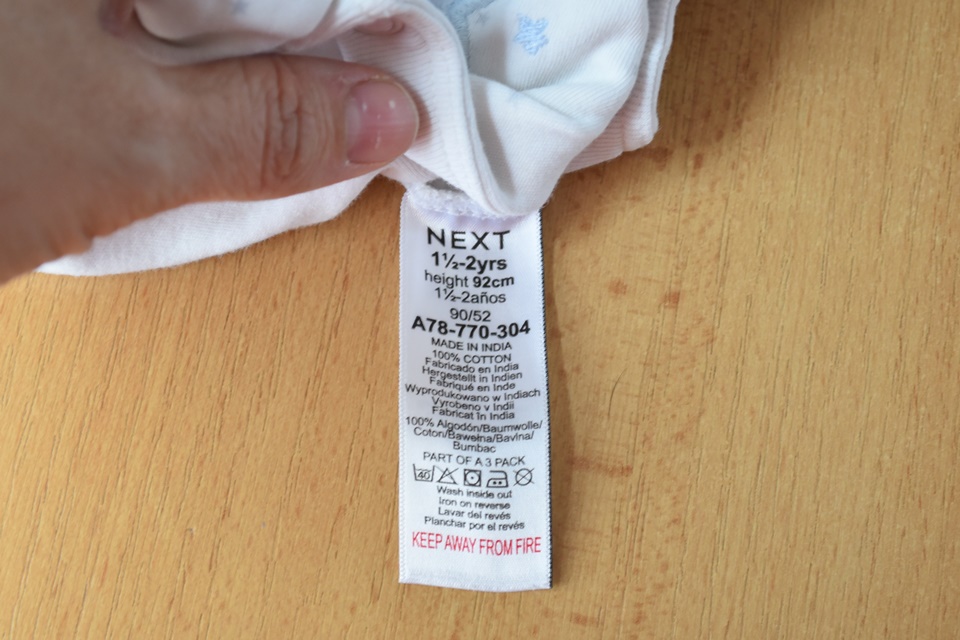 NEXT
1½-2yrs
height 92cm
1½-2años
90/52
A78-770-304
MADE IN INDIA
100% COTTON
Fabricado en India
Hergestellt in Indien
Fabriqué en Inde
Wyprodukowano w Indiach
Vyrobeno v Indii
Fabricat în India
100% Algodón/Baumwolle/
Coton/Bawełna/Bavlna/
Bumbac
PART OF A 3 PACK
40
Wash inside out
Iron on reverse
Lavar del revés
Planchar por el revés
KEEP AWAY FROM FIRE